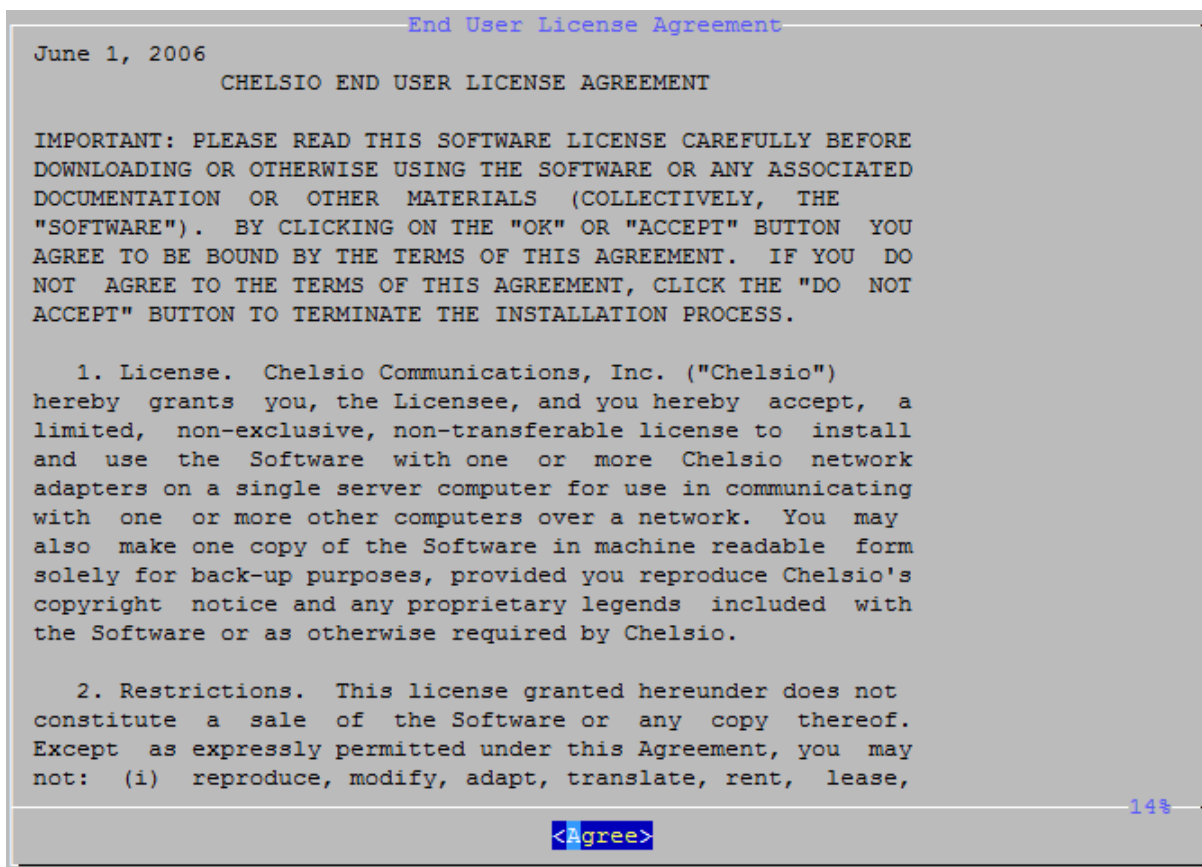 End User License Agreement
June 1, 2006
CHELSIO END USER LICENSE AGREEMENT
IMPORTANT: PLEASE READ THIS SOFTWARE LICENSE CAREFULLY BEFORE
DOWNLOADING OR OTHERWISE USING THE SOFTWARE OR ANY ASSOCIATED
DOCUMENTATION OR OTHER MATERIALS (COLLECTIVELY, THE
"SOFTWARE"). BY CLICKING ON THE "OK" OR "ACCEPT" BUTTON YOU
AGREE TO BE BOUND BY THE TERMS OF THIS AGREEMENT. IF YOU DO
NOT AGREE TO THE TERMS OF THIS AGREEMENT, CLICK THE "DO NOT
ACCEPT" BUTTON TO TERMINATE THE INSTALLATION PROCESS.
1. License. Chelsio Communications, Inc. ("Chelsio")
hereby grants you, the Licensee, and you hereby accept, a
limited, non-exclusive, non-transferable license to install
and use the Software with one or more Chelsio network
adapters on a single server computer for use in communicating
with one or more other computers over a network. You may
also make one copy of the Software in machine readable form
solely for back-up purposes, provided you reproduce Chelsio's
copyright notice and any proprietary legends included with
the Software or as otherwise required by Chelsio.
2. Restrictions. This license granted hereunder does not
constitute a sale of the Software or any copy thereof.
Except as expressly permitted under this Agreement, you may
not: (i) reproduce, modify, adapt, translate, rent, lease,
14%
<Agree>